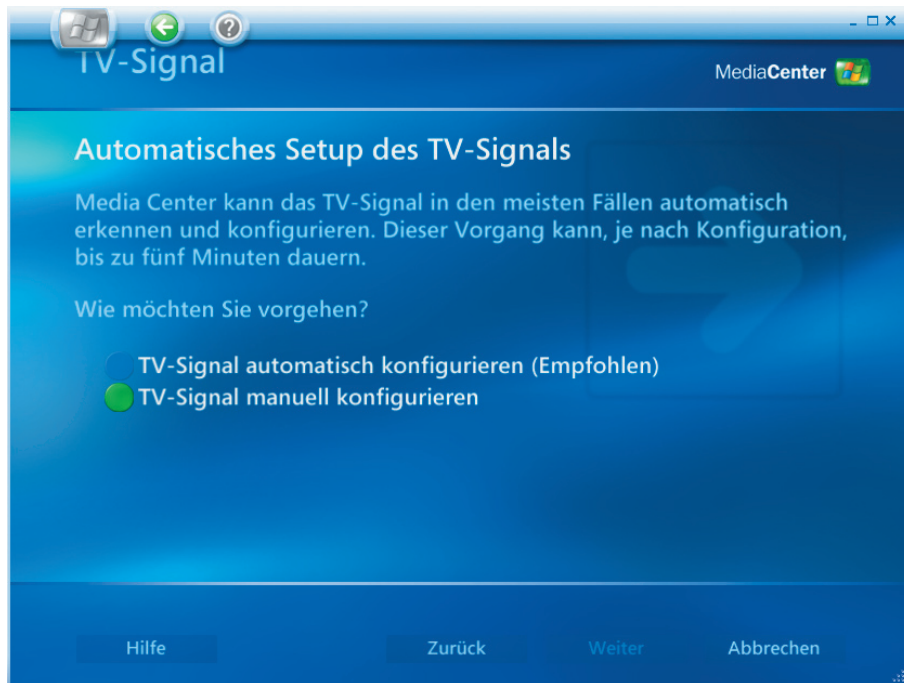 TV-Signal
MediaCenter
Automatisches Setup des TV-Signals
Media Center kann das TV-Signal in den meisten Fällen automatisch
erkennen und konfigurieren. Dieser Vorgang kann, je nach Konfiguration,
bis zu fünf Minuten dauern.
Wie möchten Sie vorgehen?
TV-Signal automatisch konfigurieren (Empfohlen)
TV-Signal manuell konfigurieren
Hilfe
Zurück
Weiter
Abbrechen